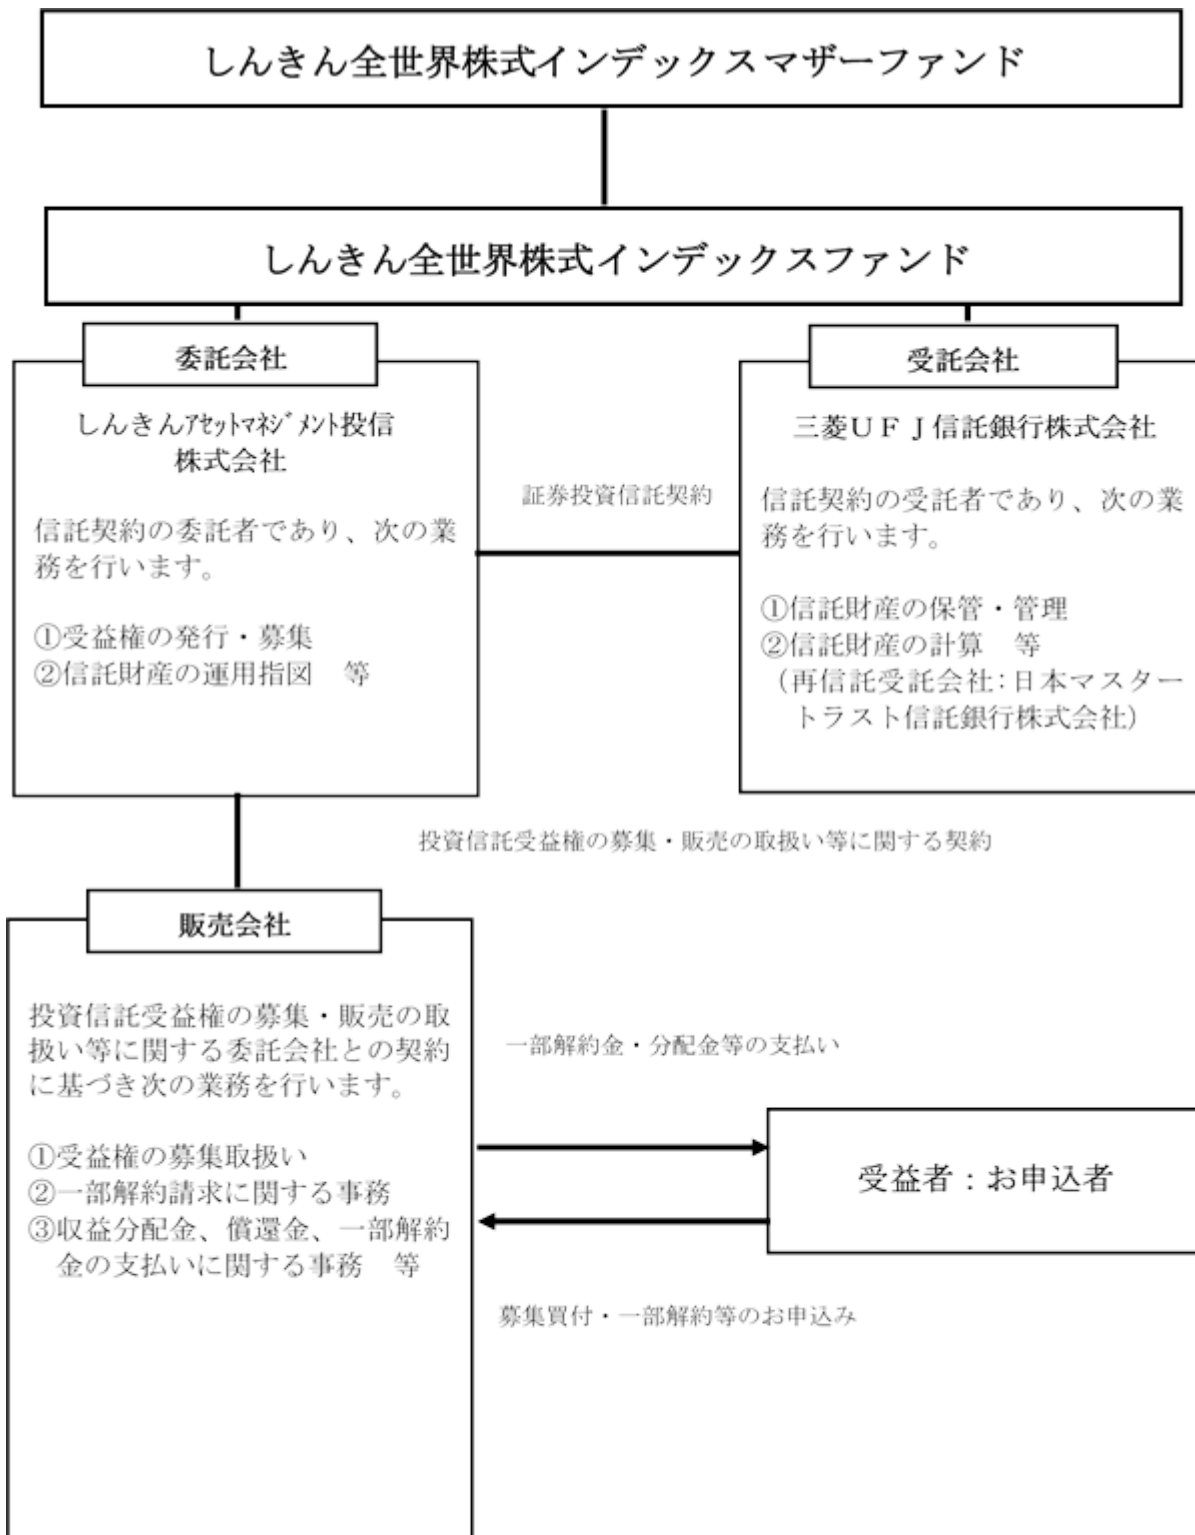 しんきん全世界株式インデックスマザーファンド
しんきん全世界株式インデックスファンド
委託会社
しんきんｱｾｯﾄﾏﾈｼﾞﾒﾝﾄ投信
株式会社
信託契約の委託者であり、次の業
務を行います。
①受益権の発行・募集
②信託財産の運用指図　等
証券投資信託契約
受託会社
三菱ＵＦＪ信託銀行株式会社
信託契約の受託者であり、次の業
務を行います。
①信託財産の保管・管理
②信託財産の計算　等
（再信託受託会社：日本マスター
トラスト信託銀行株式会社）
投資信託受益権の募集・販売の取扱い等に関する契約
販売会社
投資信託受益権の募集・販売の取
扱い等に関する委託会社との契約
に基づき次の業務を行います。
①受益権の募集取扱い
②一部解約請求に関する事務
③収益分配金、償還金、一部解約
金の支払いに関する事務　等
一部解約金・分配金等の支払い
受益者：お申込者
募集買付・一部解約等のお申込み